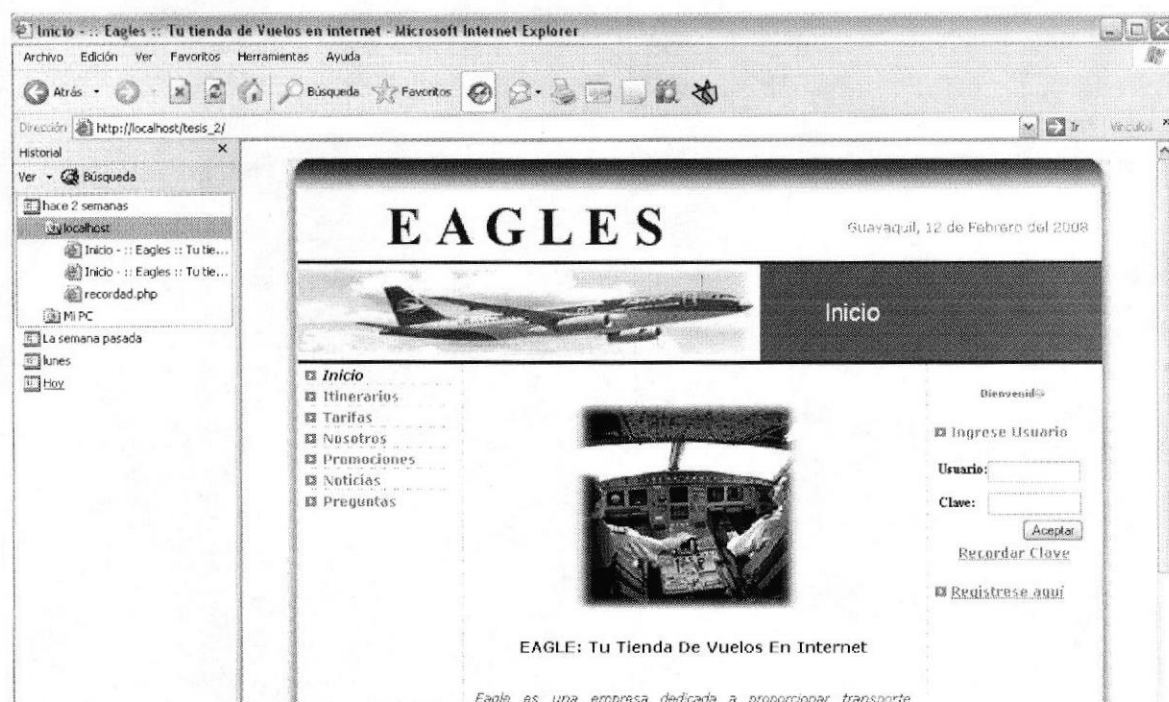 Inicio - :: Eagles :: Tu tienda de Vuelos en internet - Microsoft Internet Explorer
Archivo Edición Ver Favoritos Herramientas Ayuda
Atrás Búsqueda Favoritos
Dirección http://localhost/tesis_2/ Ir Vínculos
Historial
Ver Búsqueda
hace 2 semanas
localhost
Inicio - :: Eagles :: Tu tie...
Inicio - :: Eagles :: Tu tie...
recordad.php
Mi PC
La semana pasada
lunes
Hoy
EAGLES
Guayaquil, 12 de Febrero del 2008
Inicio
Inicio
Itinerarios
Tarifas
Nosotros
Promociones
Noticias
Preguntas
Bienvenid@
Ingrese Usuario
Usuario:
Clave:
Aceptar
Recordar Clave
Registrese aquí
EAGLE: Tu Tienda De Vuelos En Internet
Eagle es una empresa dedicada a proporcionar transporte